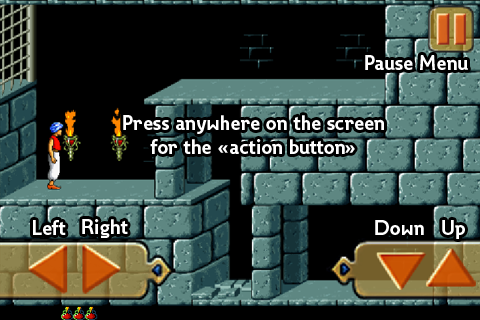 Pause Menu
Press anywhere on the screen
for the «action button»
Left Right
Down Up